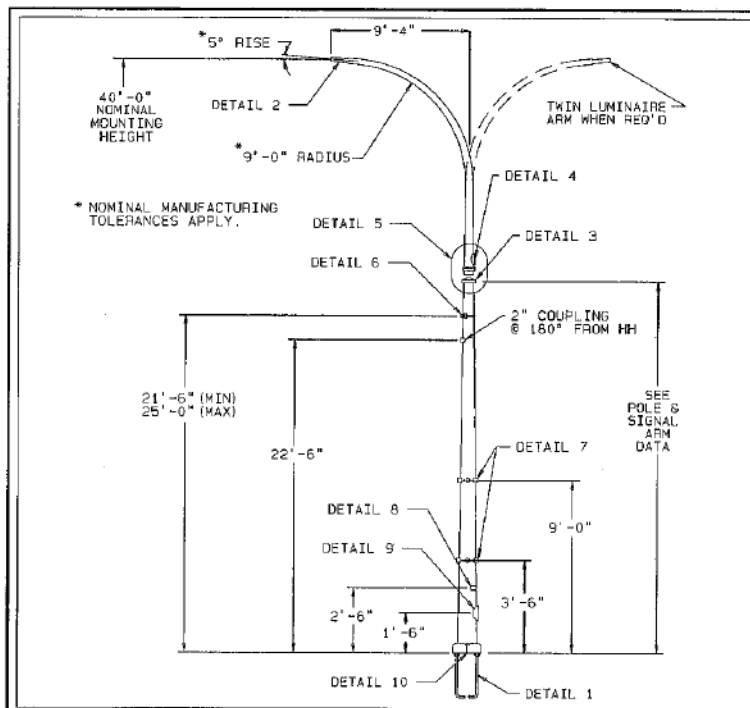 9'-4"
*5° RISE
40'-0"
NOMINAL
MOUNTING
HEIGHT
DETAIL 2
TWIN LUMINAIRE
ARM WHEN REQ'D
*9'-0" RADIUS
DETAIL 4
* NOMINAL MANUFACTURING
TOLERANCES APPLY.
DETAIL 5
DETAIL 3
DETAIL 6
2" COUPLING
@ 180° FROM HH
21'-6" (MIN)
25'-0" (MAX)
SEE
POLE &
SIGNAL
ARM
DATA
22'-6"
DETAIL 7
DETAIL 8
9'-0"
DETAIL 9
3'-6"
2'-6"
1'-6"
DETAIL 10
DETAIL 1